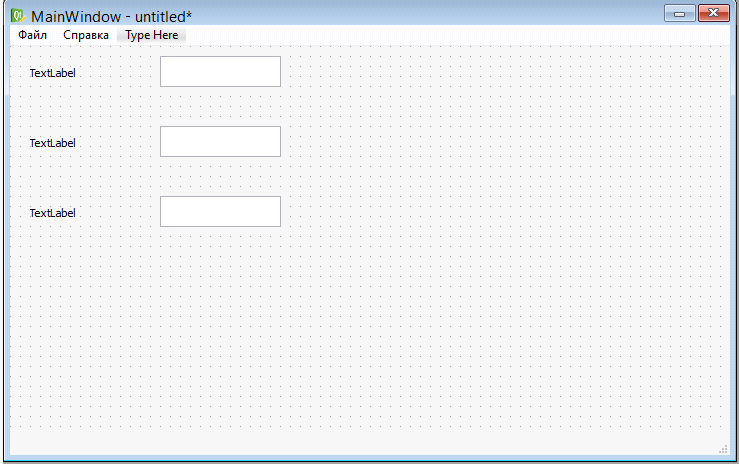 MainWindow - untitled*
Файл Справка Type Here
TextLabel
TextLabel
TextLabel